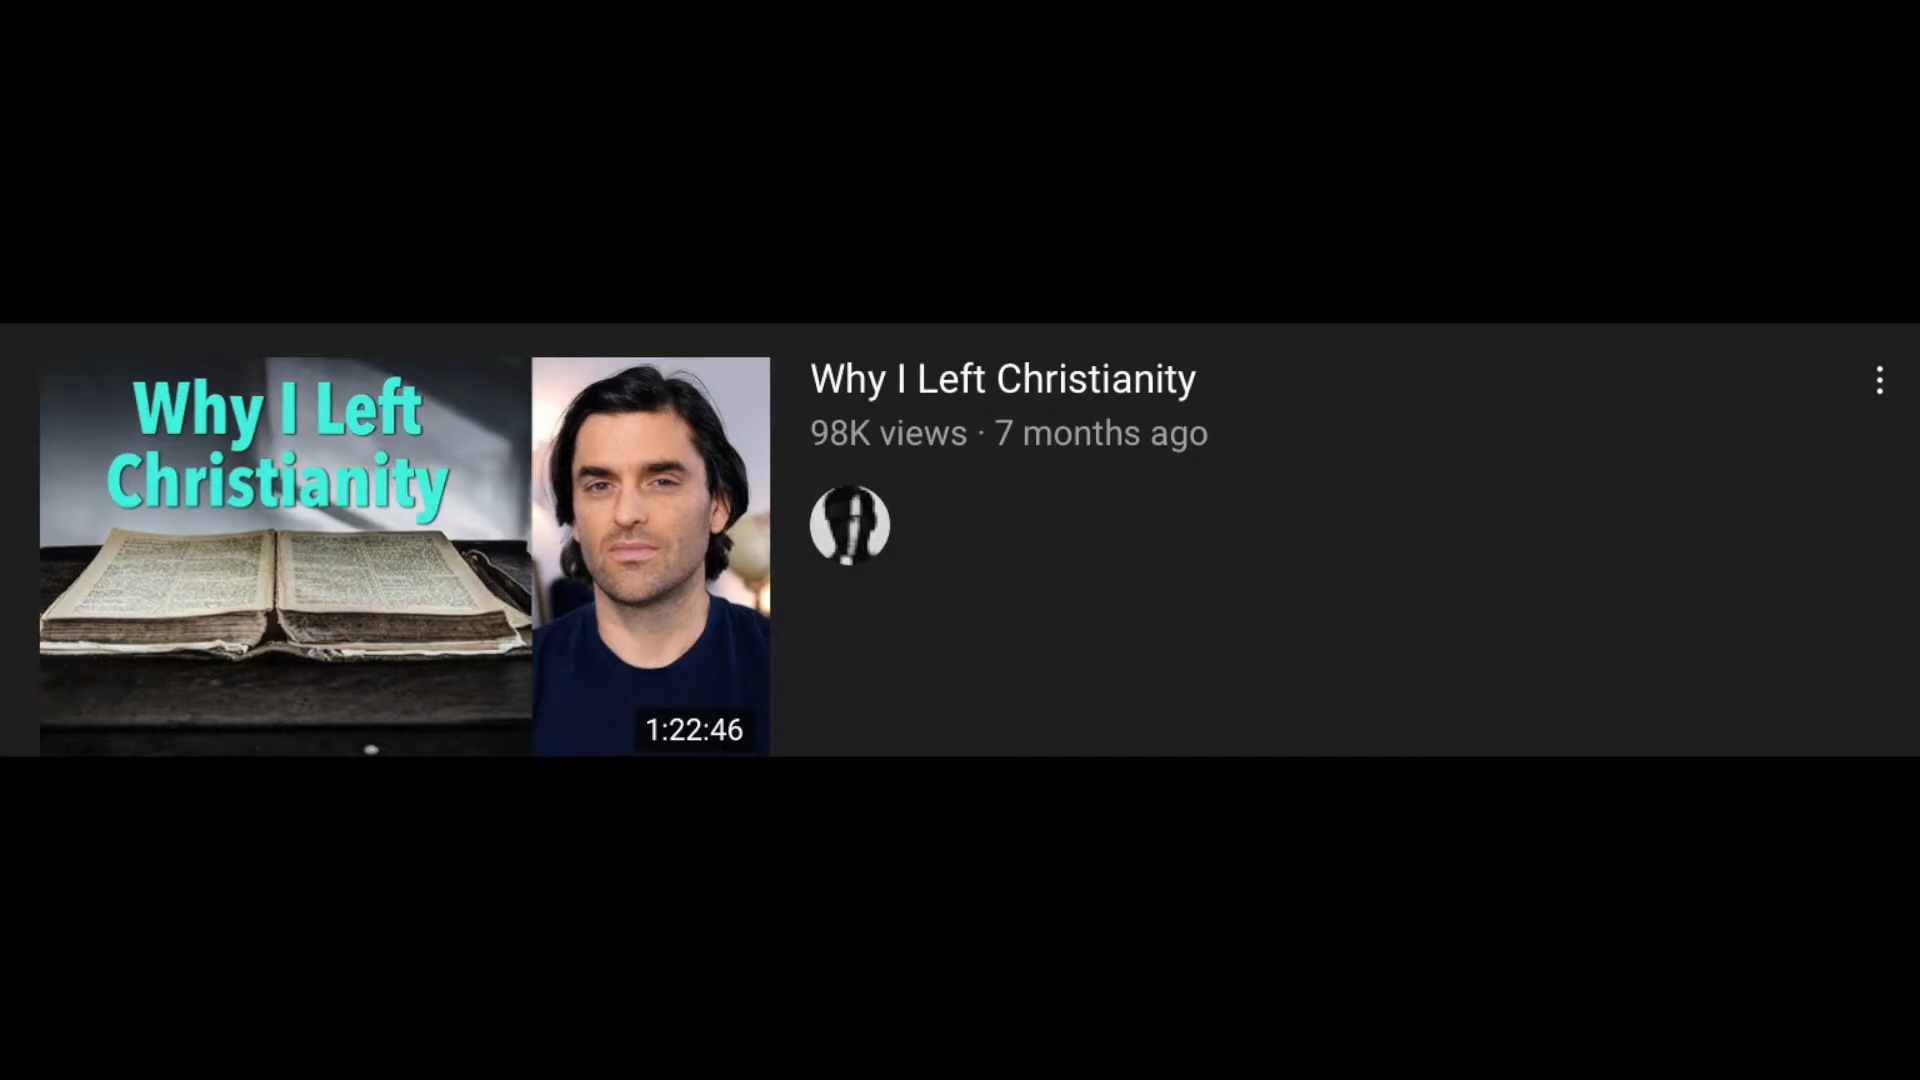 Why I Left
Christianity
1:22:46
Why I Left Christianity
98K views · 7 months ago